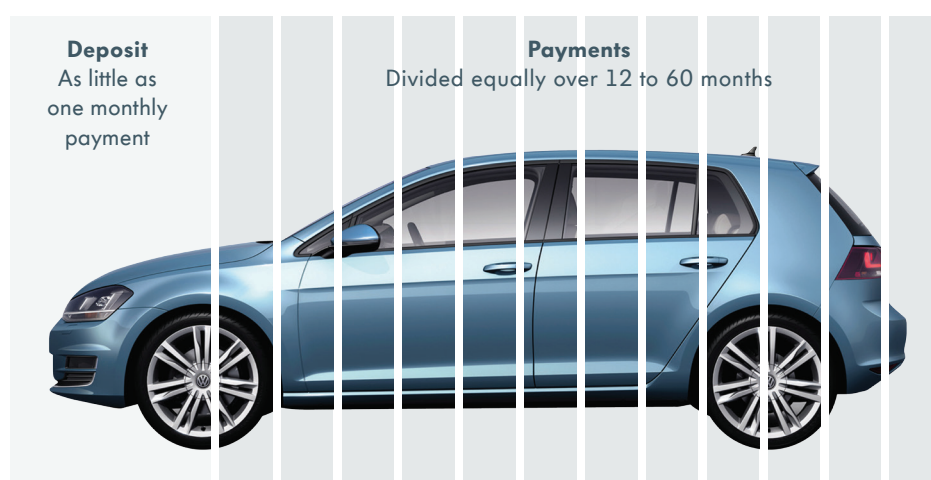 Deposit
As little as
one monthly
payment
Payments
Divided equally over 12 to 60 months